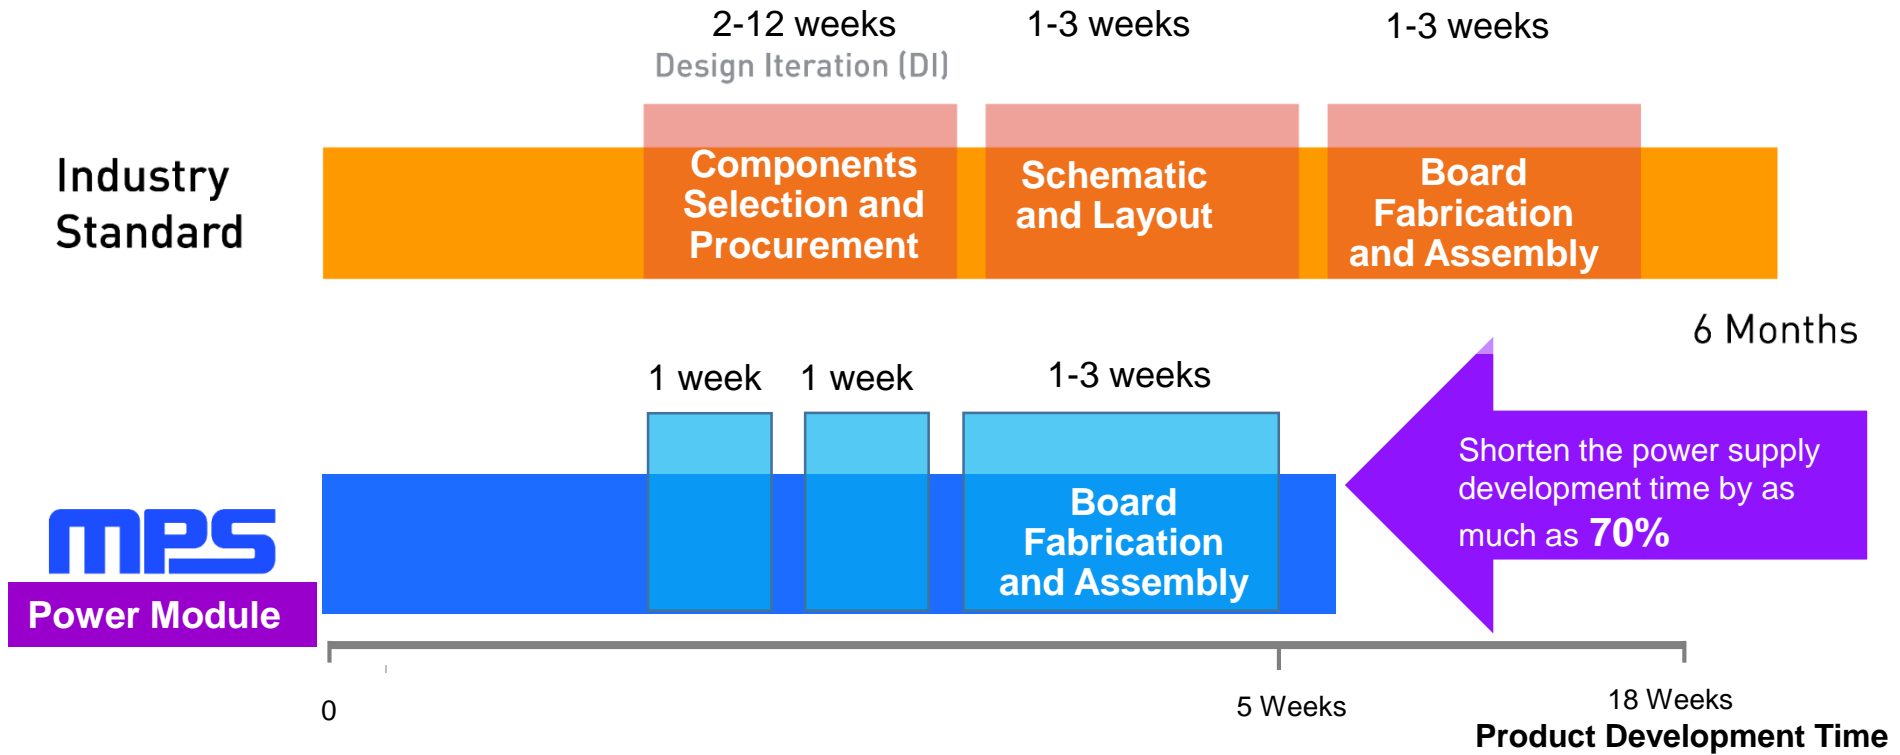 2-12 weeks
1-3 weeks
1-3 weeks
Design Iteration (DI)
Industry
Standard
Components
Selection and
Procurement
Schematic
and Layout
Board
Fabrication
and Assembly
6 Months
1 week
1 week
1-3 weeks
Board
Fabrication
and Assembly
Shorten the power supply
development time by as
much as 70%
mps
Power Module
0
5 Weeks
18 Weeks
Product Development Time